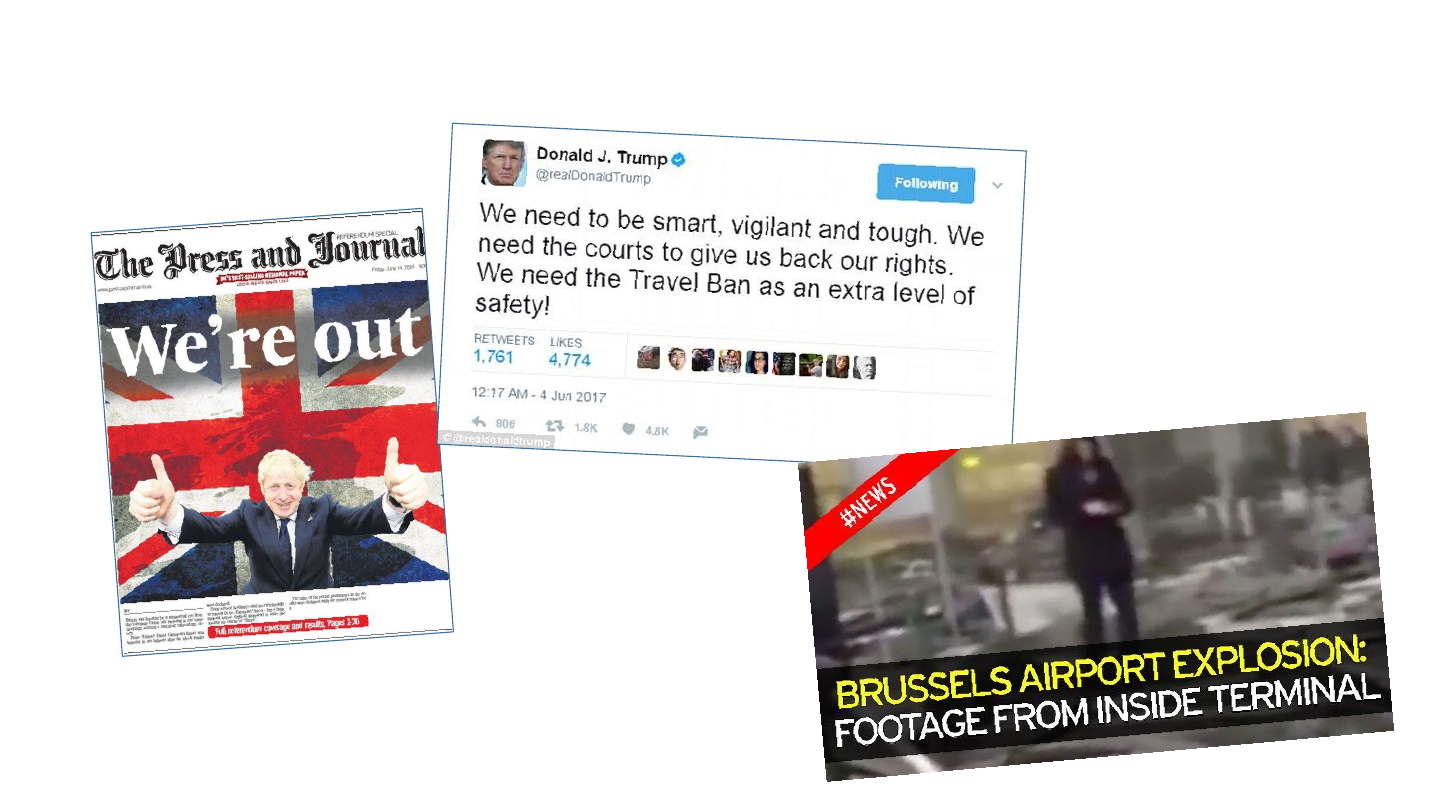 REFERENDUM SPECIAL
The Press and Journal
Friday, June 24, 2016
We're out
Full referendum coverage and results, Pages 2-26
Donald J. Trump
@realDonaldTrump
Following
We need to be smart, vigilant and tough. We
need the courts to give us back our rights.
We need the Travel Ban as an extra level of
safety!
RETWEETS LIKES
1,761 4,774
12:17 AM - 4 Jun 2017
806 1.8K 4.8K
© @realdonaldtrump
#NEWS
BRUSSELS AIRPORT EXPLOSION:
FOOTAGE FROM INSIDE TERMINAL